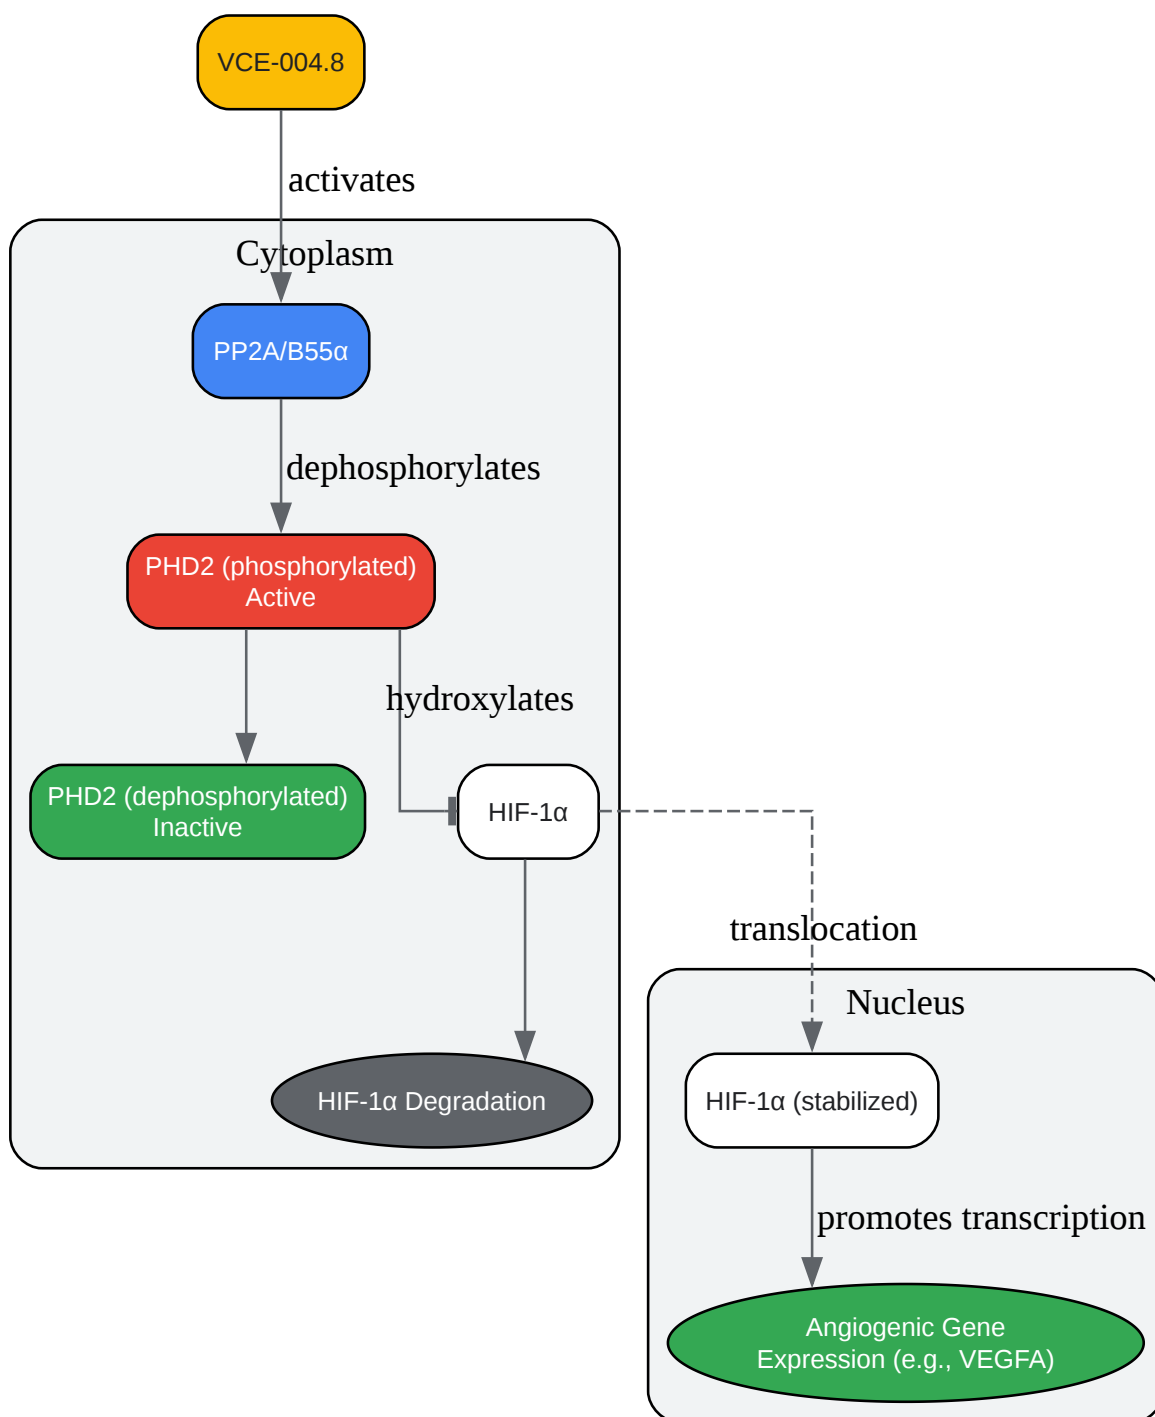 VCE-004.8
activates
Cytoplasm
PP2A/B55α
dephosphorylates
PHD2 (phosphorylated)
Active
hydroxylates
PHD2 (dephosphorylated)
Inactive
HIF-1α
translocation
Nucleus
HIF-1α Degradation
HIF-1α (stabilized)
promotes transcription
Angiogenic Gene
Expression (e.g., VEGFA)